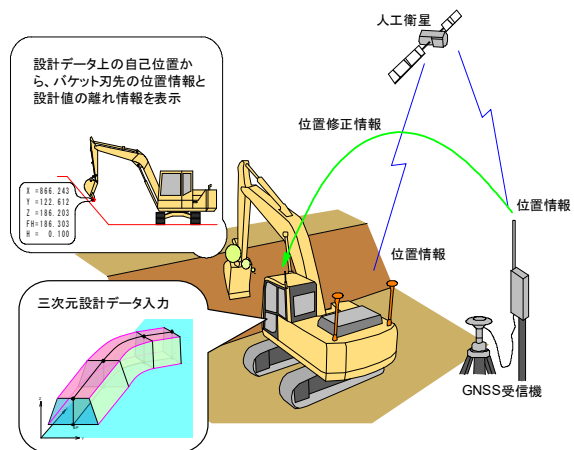 人工衛星
設計データ上の自己位置か
ら、バケット刃先の位置情報と
設計値の離れ情報を表示
位置修正情報
X =866.243
Y =122.612
Z =186.203
FH=186.303
H = 0.100
位置情報
位置情報
三次元設計データ入力
GNSS受信機